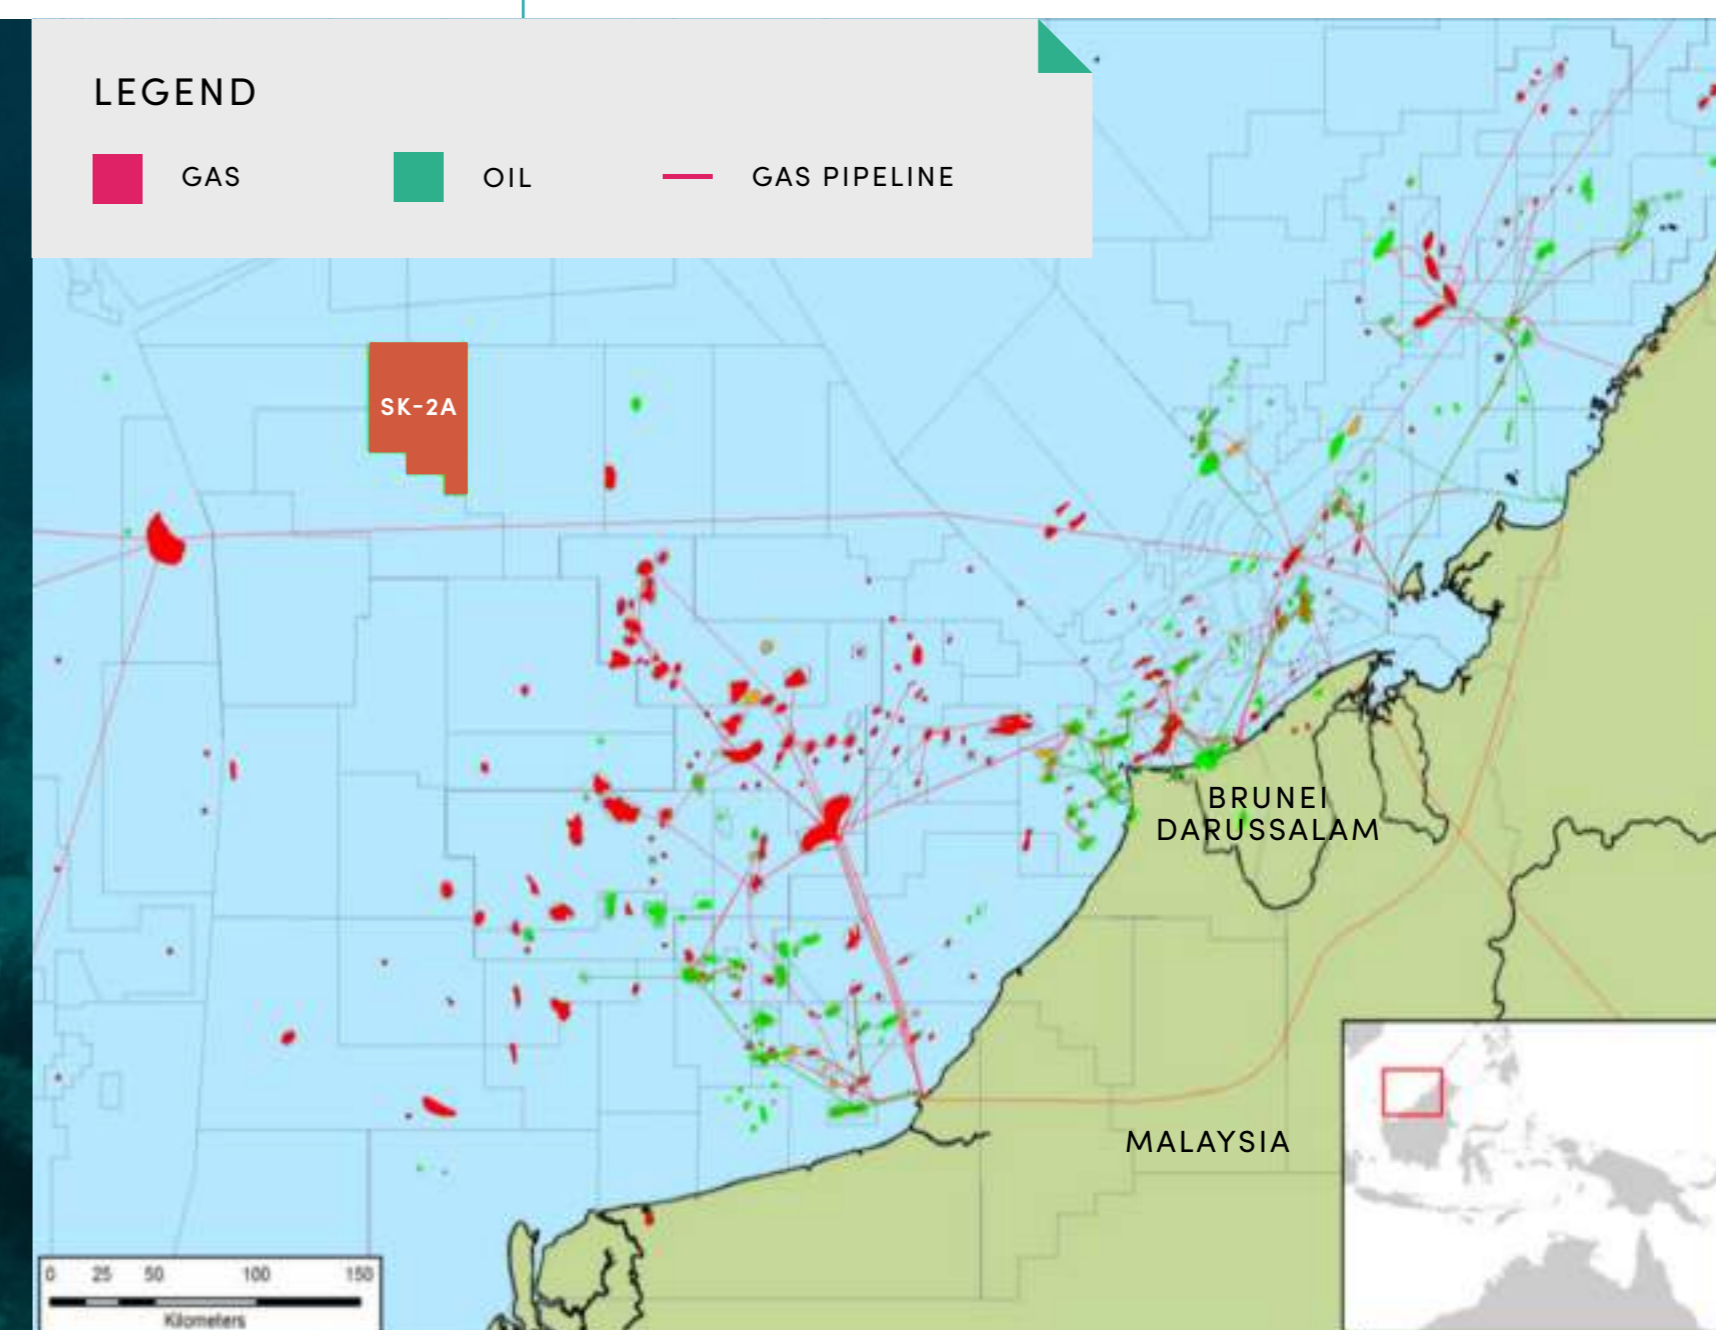 LEGEND
GAS
OIL
GAS PIPELINE
SK-2A
BRUNEI
DARUSSALAM
MALAYSIA
0 25 50 100 150
Kilometers